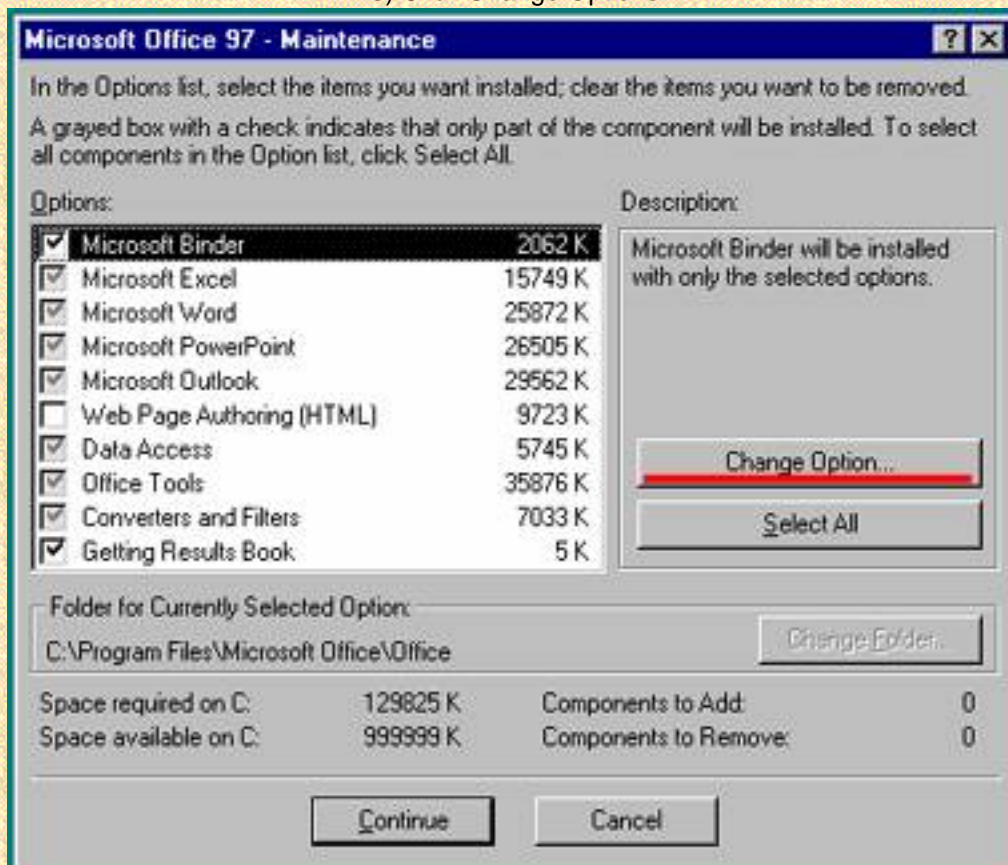 Microsoft Office 97 - Maintenance
In the Options list, select the items you want installed; clear the items you want to be removed.
A grayed box with a check indicates that only part of the component will be installed. To select
all components in the Option list, click Select All.
Options:
Microsoft Binder 2062 K
Microsoft Excel 15749 K
Microsoft Word 25872 K
Microsoft PowerPoint 26505 K
Microsoft Outlook 29562 K
Web Page Authoring (HTML) 9723 K
Data Access 5745 K
Office Tools 35876 K
Converters and Filters 7033 K
Getting Results Book 5 K
Description:
Microsoft Binder will be installed
with only the selected options.
Change Option...
Select All
Folder for Currently Selected Option:
C:\Program Files\Microsoft Office\Office
Change Folder...
Space required on C: 129825 K
Components to Add: 0
Space available on C: 999999 K
Components to Remove: 0
Continue
Cancel